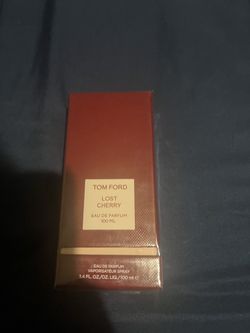 TOM FORD
LOST
CHERRY
EAU DE PARFUM
100 ML
EAU DE PARFUM
VAPORISATEUR SPRAY
3.4 FL.OZ./OZ. LIQ./100 ml ℮